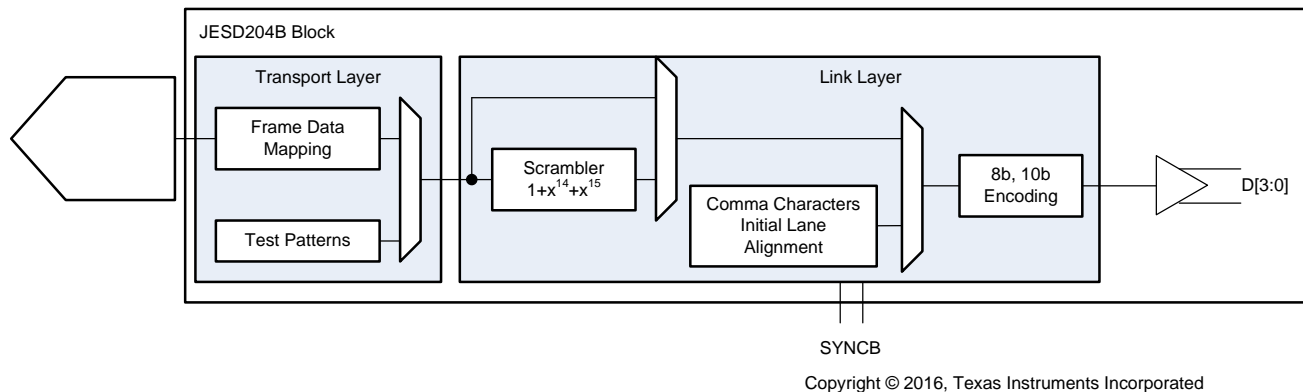 JESD204B Block
Transport Layer
Frame Data
Mapping
Test Patterns
Link Layer
Scrambler
1+x¹⁴+x¹⁵
Comma Characters
Initial Lane
Alignment
8b, 10b
Encoding
D[3:0]
SYNCB
Copyright © 2016, Texas Instruments Incorporated